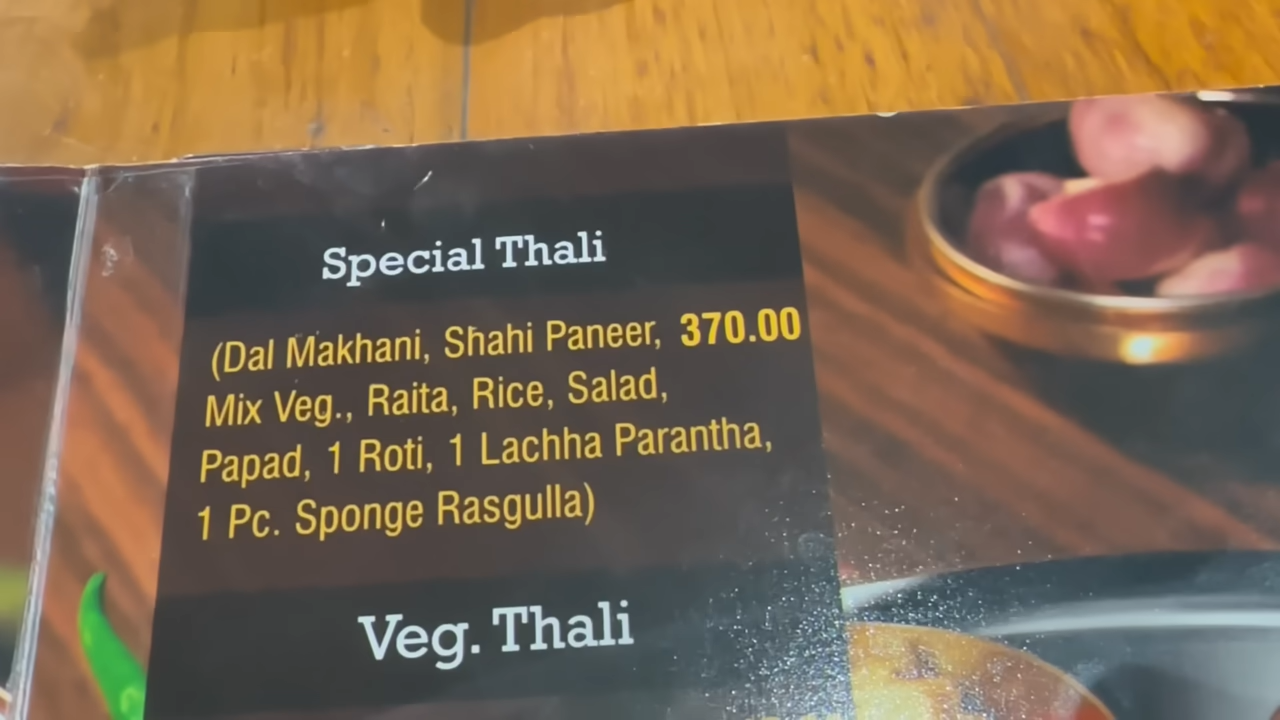 Special Thali
(Dal Makhani, Shahi Paneer, 370.00
Mix Veg., Raita, Rice, Salad,
Papad, 1 Roti, 1 Lachha Parantha,
1 Pc. Sponge Rasgulla)
Veg. Thali